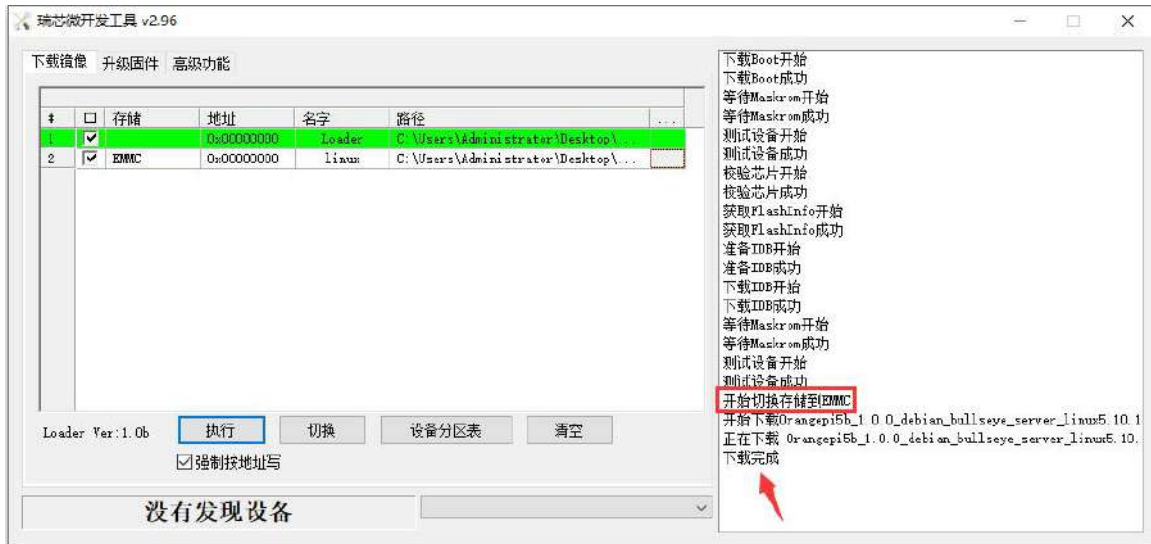 瑞芯微开发工具 v2.96
下载镜像 升级固件 高级功能
# 存储 地址 名字 路径 ...
1 0x00000000 Loader C:\Users\Administrator\Desktop\...
2 EMMC 0x00000000 linux C:\Users\Administrator\Desktop\...
Loader Ver:1.0b 执行 切换 设备分区表 清空
强制按地址写
没有发现设备
下载Boot开始
下载Boot成功
等待Maskrom开始
等待Maskrom成功
测试设备开始
测试设备成功
校验芯片开始
校验芯片成功
获取FlashInfo开始
获取FlashInfo成功
准备IDB开始
准备IDB成功
下载IDB开始
下载IDB成功
等待Maskrom开始
等待Maskrom成功
测试设备开始
测试设备成功
开始切换存储到EMMC
开始下载Orangepi5b_1.0.0_debian_bullseye_server_linux5.10.1
正在下载 Orangepi5b_1.0.0_debian_bullseye_server_linux5.10.
下载完成